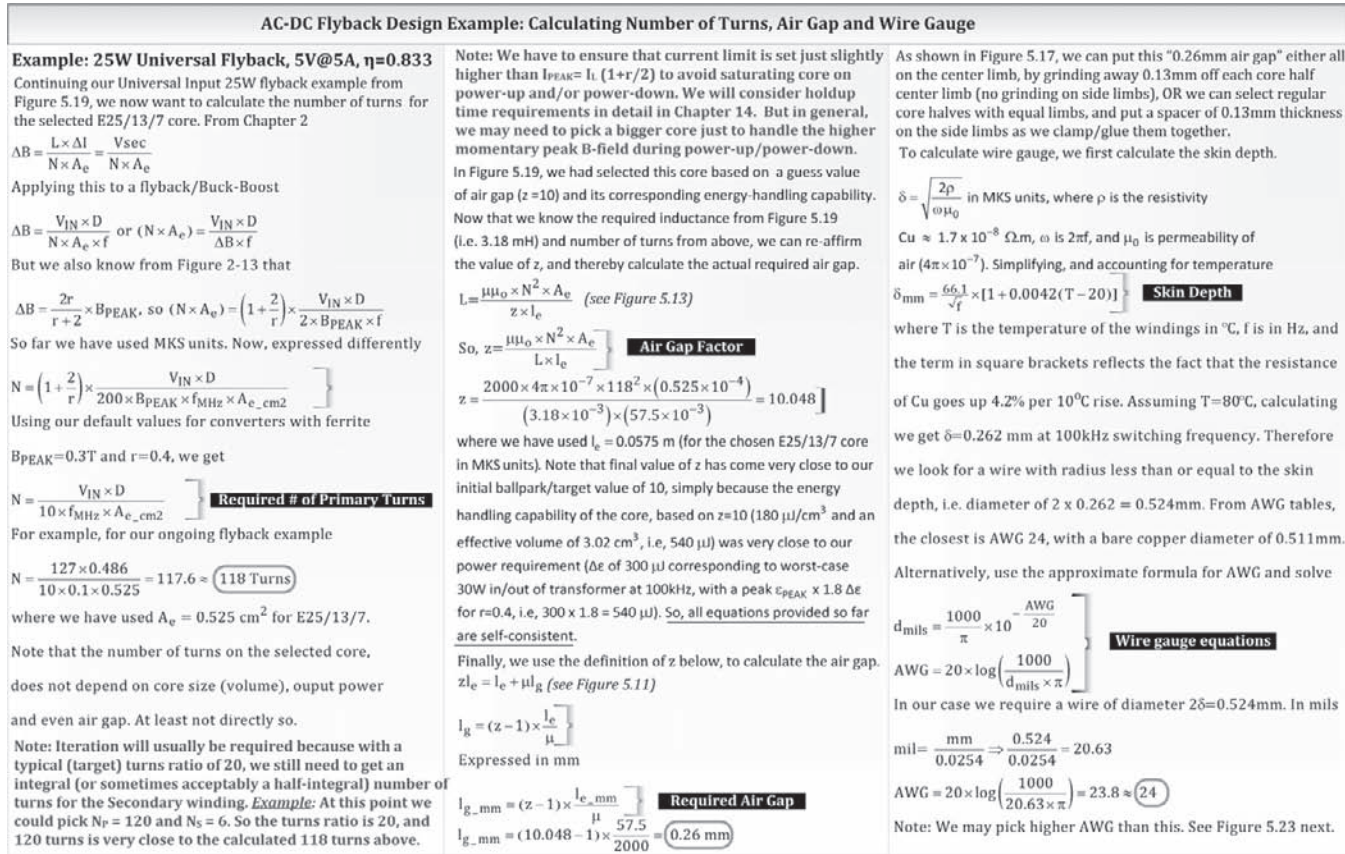 AC-DC Flyback Design Example: Calculating Number of Turns, Air Gap and Wire Gauge
Example: 25W Universal Flyback, 5V@5A, η=0.833
Continuing our Universal Input 25W flyback example from
Figure 5.19, we now want to calculate the number of turns for
the selected E25/13/7 core. From Chapter 2
ΔB = L×ΔI / N×Ae = Vsec / N×Ae
Applying this to a flyback/Buck-Boost
ΔB = VIN×D / N×Ae×f or (N×Ae) = VIN×D / ΔB×f
But we also know from Figure 2-13 that
ΔB = 2r / r+2 × BPEAK, so (N×Ae) = (1+2/r) × VIN×D / 2×BPEAK×f
So far we have used MKS units. Now, expressed differently
N = (1+2/r) × VIN×D / 200×BPEAK×fMHz×Ae_cm2
Using our default values for converters with ferrite
BPEAK=0.3T and r=0.4, we get
N = VIN×D / 10×fMHz×Ae_cm2 Required # of Primary Turns
For example, for our ongoing flyback example
N = 127×0.486 / 10×0.1×0.525 = 117.6 ≈ 118 Turns
where we have used Ae = 0.525 cm² for E25/13/7.
Note that the number of turns on the selected core,
does not depend on core size (volume), ouput power
and even air gap. At least not directly so.
Note: Iteration will usually be required because with a
typical (target) turns ratio of 20, we still need to get an
integral (or sometimes acceptably a half-integral) number of
turns for the Secondary winding. Example: At this point we
could pick NP = 120 and NS = 6. So the turns ratio is 20, and
120 turns is very close to the calculated 118 turns above.
Note: We have to ensure that current limit is set just slightly
higher than IPEAK= IL (1+r/2) to avoid saturating core on
power-up and/or power-down. We will consider holdup
time requirements in detail in Chapter 14. But in general,
we may need to pick a bigger core just to handle the higher
momentary peak B-field during power-up/power-down.
In Figure 5.19, we had selected this core based on a guess value
of air gap (z =10) and its corresponding energy-handling capability.
Now that we know the required inductance from Figure 5.19
(i.e. 3.18 mH) and number of turns from above, we can re-affirm
the value of z, and thereby calculate the actual required air gap.
L= μμo×N²×Ae / z×le (see Figure 5.13)
So, z= μμo×N²×Ae / L×le Air Gap Factor
z = 2000×4π×10⁻⁷×118²×(0.525×10⁻⁴) / (3.18×10⁻³)×(57.5×10⁻³) = 10.048
where we have used le = 0.0575 m (for the chosen E25/13/7 core
in MKS units). Note that final value of z has come very close to our
initial ballpark/target value of 10, simply because the energy
handling capability of the core, based on z=10 (180 μJ/cm³ and an
effective volume of 3.02 cm³, i.e, 540 μJ) was very close to our
power requirement (Δε of 300 μJ corresponding to worst-case
30W in/out of transformer at 100kHz, with a peak εPEAK x 1.8 Δε
for r=0.4, i.e, 300 x 1.8 = 540 μJ). So, all equations provided so far
are self-consistent.
Finally, we use the definition of z below, to calculate the air gap.
zle = le + μlg (see Figure 5.11)
lg = (z−1)× le / μ
Expressed in mm
lg_mm = (z−1)× le_mm / μ Required Air Gap
lg_mm = (10.048−1)× 57.5 / 2000 = 0.26 mm
As shown in Figure 5.17, we can put this "0.26mm air gap" either all
on the center limb, by grinding away 0.13mm off each core half
center limb (no grinding on side limbs), OR we can select regular
core halves with equal limbs, and put a spacer of 0.13mm thickness
on the side limbs as we clamp/glue them together.
To calculate wire gauge, we first calculate the skin depth.
δ = √(2ρ / ωμ0) in MKS units, where ρ is the resistivity
Cu ≈ 1.7 x 10⁻⁸ Ω.m, ω is 2πf, and μ0 is permeability of
air (4π×10⁻⁷). Simplifying, and accounting for temperature
δmm = 66.1 / √f × [1+0.0042(T−20)] Skin Depth
where T is the temperature of the windings in °C, f is in Hz, and
the term in square brackets reflects the fact that the resistance
of Cu goes up 4.2% per 10°C rise. Assuming T=80°C, calculating
we get δ=0.262 mm at 100kHz switching frequency. Therefore
we look for a wire with radius less than or equal to the skin
depth, i.e. diameter of 2 x 0.262 = 0.524mm. From AWG tables,
the closest is AWG 24, with a bare copper diameter of 0.511mm.
Alternatively, use the approximate formula for AWG and solve
dmils = 1000 / π × 10^(−AWG/20)
Wire gauge equations
AWG = 20×log(1000 / dmils×π)
In our case we require a wire of diameter 2δ=0.524mm. In mils
mil= mm / 0.0254 ⇒ 0.524 / 0.0254 = 20.63
AWG = 20×log(1000 / 20.63×π) = 23.8 ≈ 24
Note: We may pick higher AWG than this. See Figure 5.23 next.